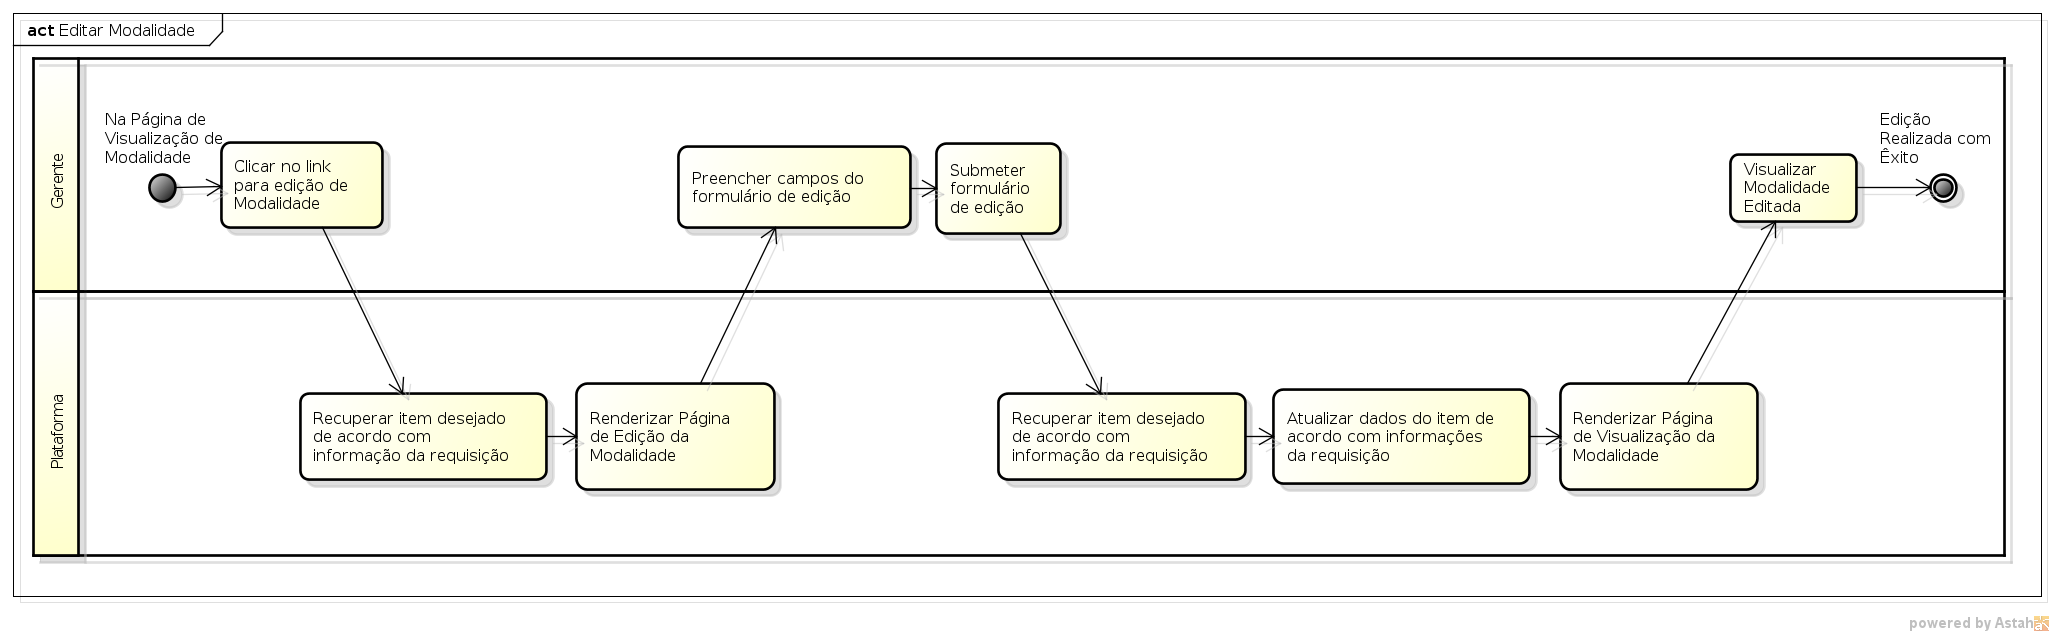 act Editar Modalidade
Gerente
Na Página de
Visualização de
Modalidade
Clicar no link
para edição de
Modalidade
Preencher campos do
formulário de edição
Submeter
formulário
de edição
Visualizar
Modalidade
Editada
Edição
Realizada com
Êxito
Plataforma
Recuperar item desejado
de acordo com
informação da requisição
Renderizar Página
de Edição da
Modalidade
Recuperar item desejado
de acordo com
informação da requisição
Atualizar dados do item de
acordo com informações
da requisição
Renderizar Página
de Visualização da
Modalidade
powered by Astah